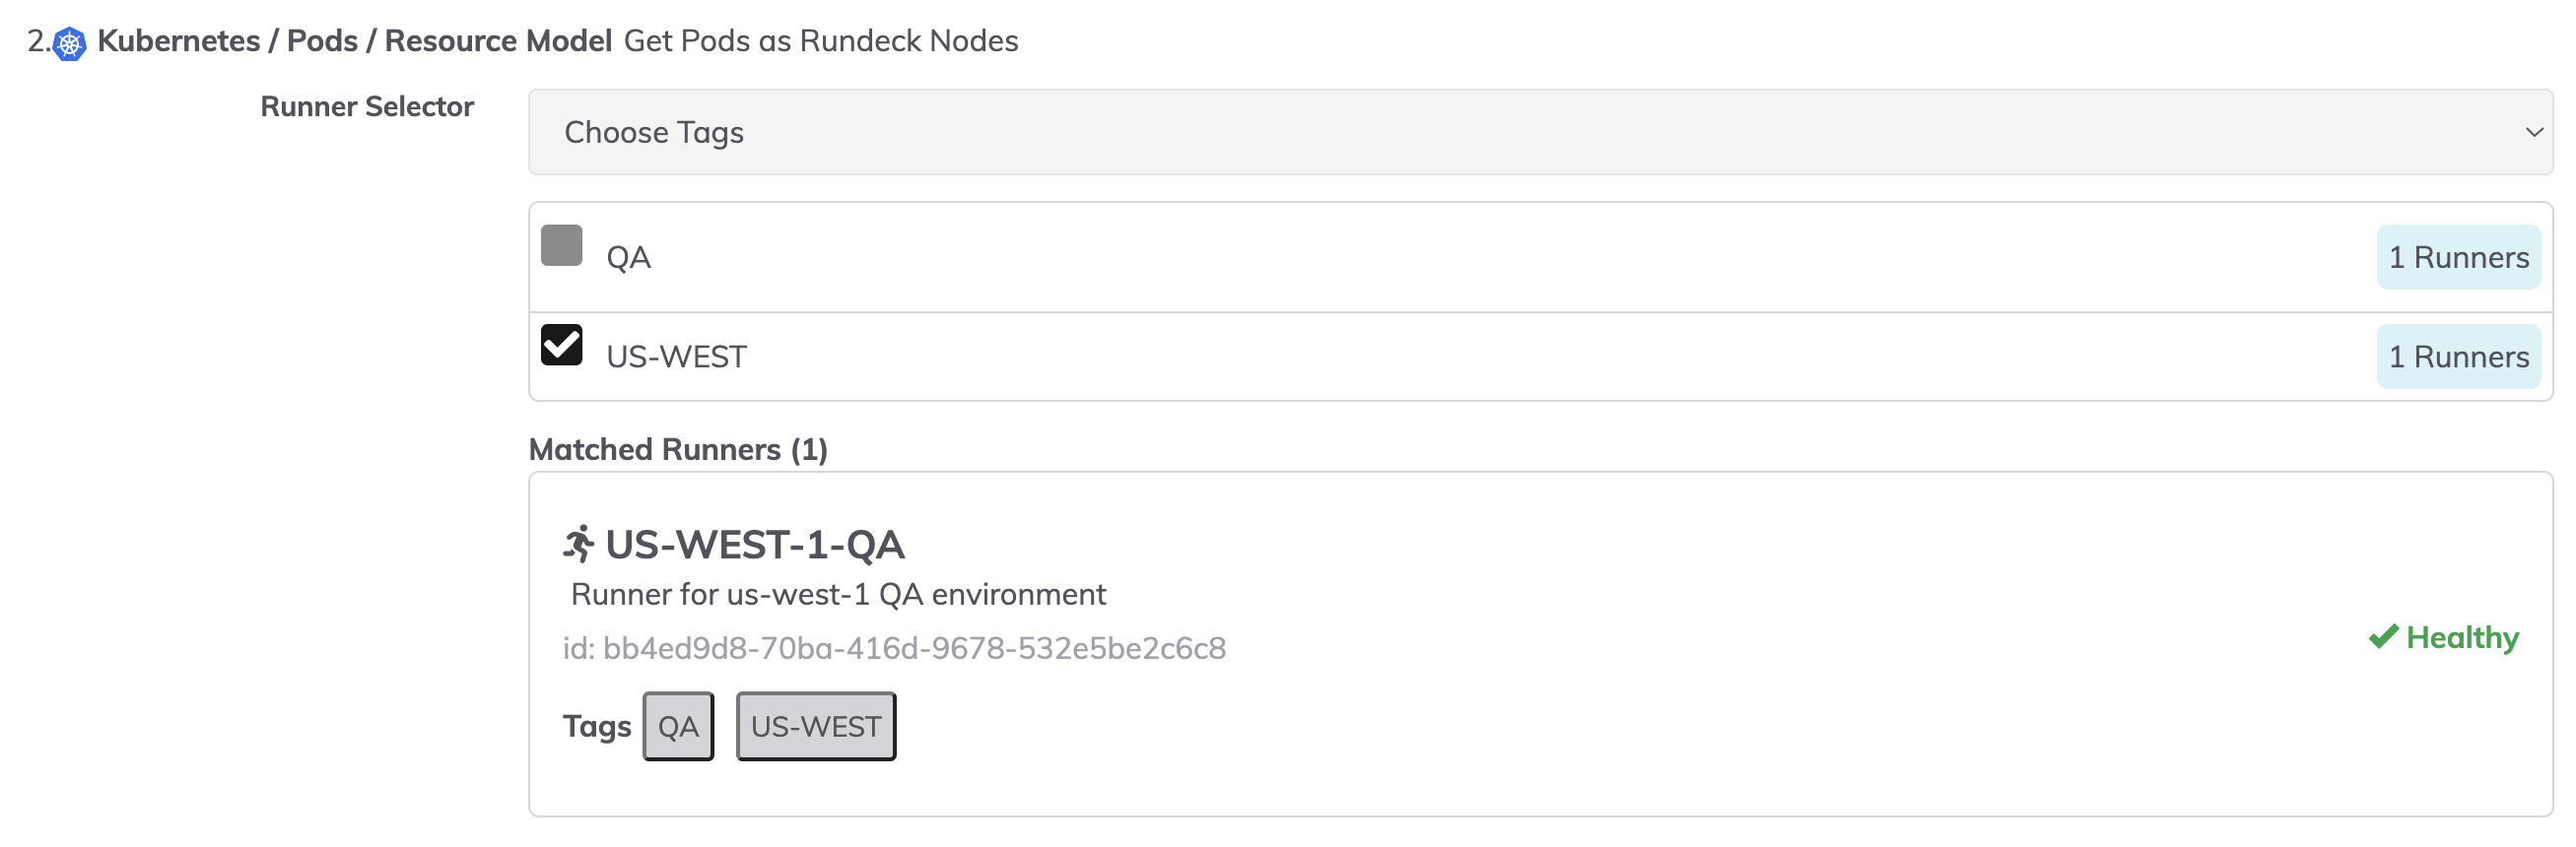 2. Kubernetes / Pods / Resource Model Get Pods as Rundeck Nodes
Runner Selector
Choose Tags
QA 1 Runners
US-WEST 1 Runners
Matched Runners (1)
US-WEST-1-QA
Runner for us-west-1 QA environment
id: bb4ed9d8-70ba-416d-9678-532e5be2c6c8
Healthy
Tags QA US-WEST